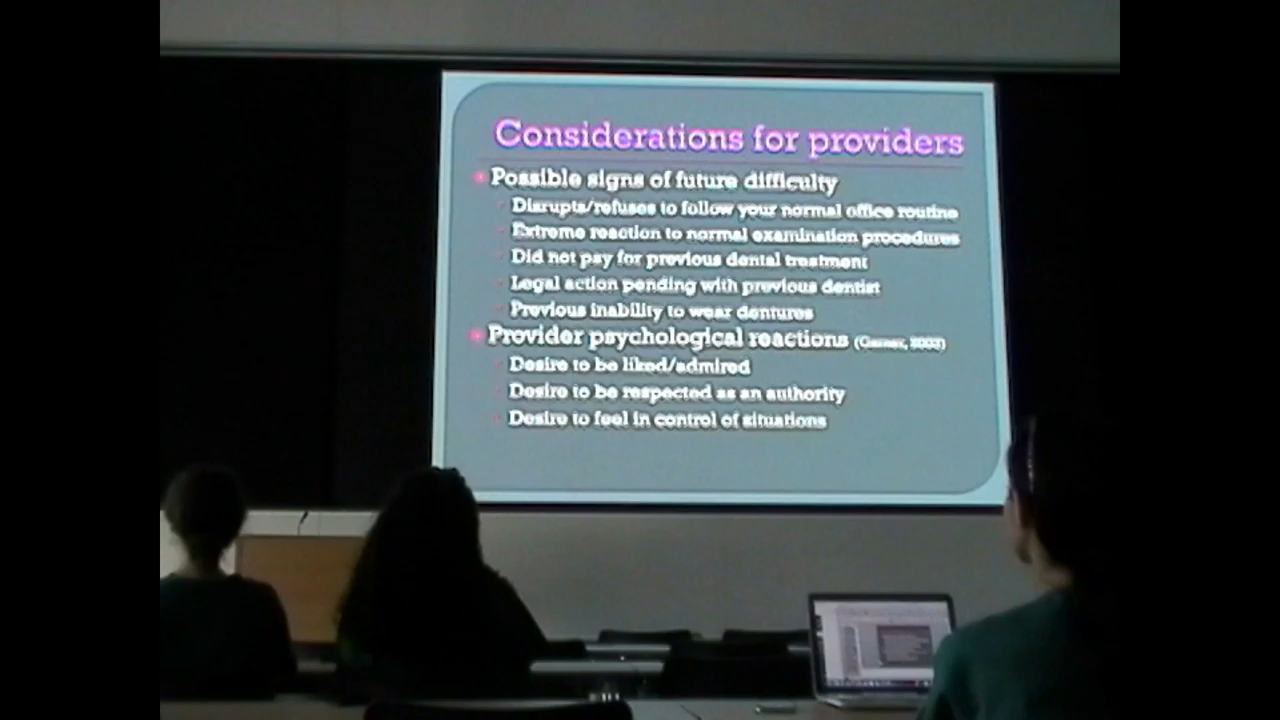 Considerations for providers
Possible signs of future difficulty
Disrupts/refuses to follow your normal office routine
Extreme reaction to normal examination procedures
Did not pay for previous dental treatment
Legal action pending with previous dentist
Previous inability to wear dentures
Provider psychological reactions
Desire to be liked/admired
Desire to be respected as an authority
Desire to feel in control of situations